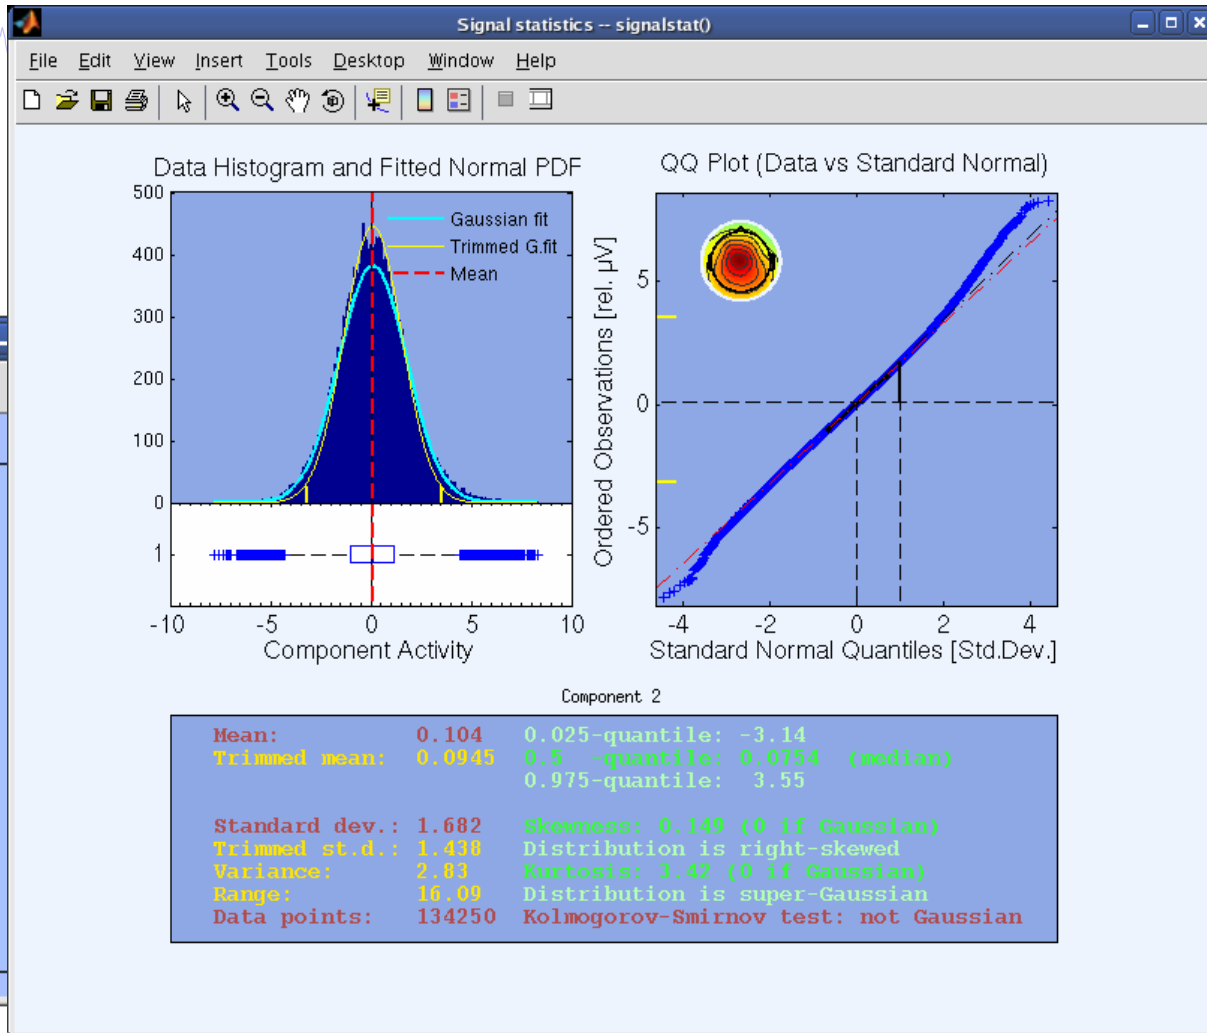 Signal statistics -- signalstat()
File Edit View Insert Tools Desktop Window Help
Data Histogram and Fitted Normal PDF
500
400
300
200
100
0
Gaussian fit
Trimmed G.fit
Mean
1
-10 -5 0 5 10
Component Activity
QQ Plot (Data vs Standard Normal)
Ordered Observations [rel. µV]
5
0
-5
-4 -2 0 2 4
Standard Normal Quantiles [Std.Dev.]
Component 2
Mean: 0.104 0.025-quantile: -3.14
Trimmed mean: 0.0945 0.5 -quantile: 0.0754 (median)
0.975-quantile: 3.55
Standard dev.: 1.682 Skewness: 0.149 (0 if Gaussian)
Trimmed st.d.: 1.438 Distribution is right-skewed
Variance: 2.83 Kurtosis: 3.42 (0 if Gaussian)
Range: 16.09 Distribution is super-Gaussian
Data points: 134250 Kolmogorov-Smirnov test: not Gaussian